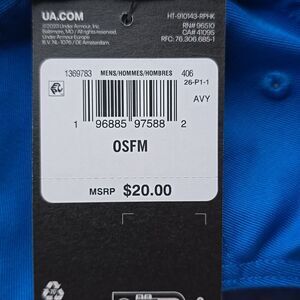 UA.COM
HT-910143-RPHK
©2023 Under Armour, Inc.
Baltimore, MD / All rights reserved.
Under Armour Europe
B.V. NL-1076 / DE Amsterdam.
RN# 96510
CA# 41095
RFC: 76.306.685-1
1369783 MENS/HOMMES/HOMBRES 406
26-P1-1
AVY
1 96885 97588 2
OSFM
MSRP $20.00